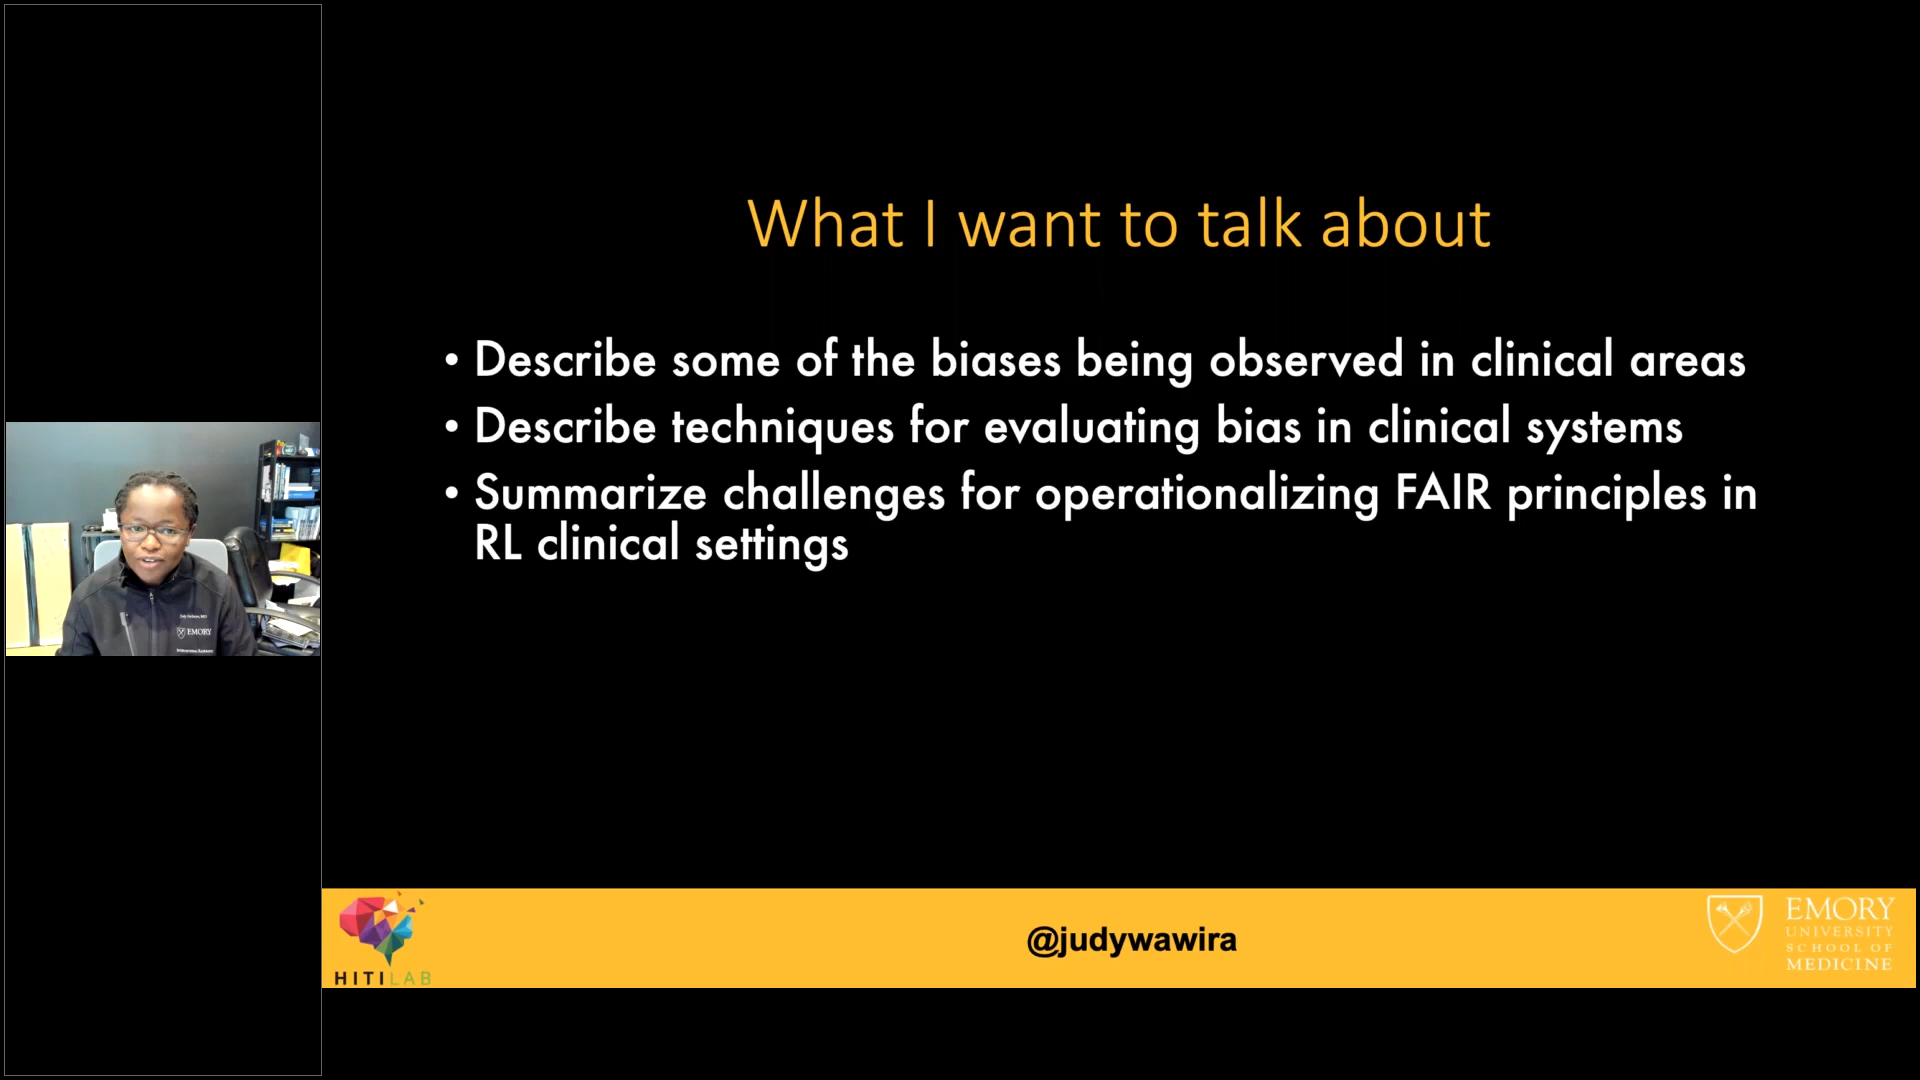 What I want to talk about
• Describe some of the biases being observed in clinical areas
• Describe techniques for evaluating bias in clinical systems
• Summarize challenges for operationalizing FAIR principles in
RL clinical settings
EMORY
HITILAB
@judywawira
EMORY
UNIVERSITY
SCHOOL OF
MEDICINE